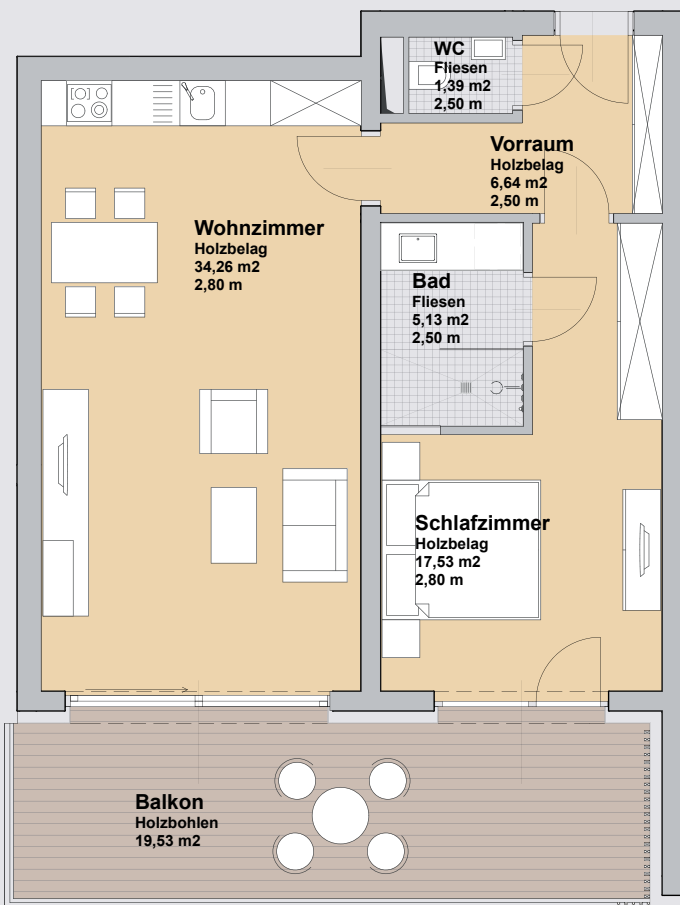 WC
Fliesen
1,39 m2
2,50 m
Vorraum
Holzbelag
6,64 m2
2,50 m
Wohnzimmer
Holzbelag
34,26 m2
2,80 m
Bad
Fliesen
5,13 m2
2,50 m
Schlafzimmer
Holzbelag
17,53 m2
2,80 m
Balkon
Holzbohlen
19,53 m2